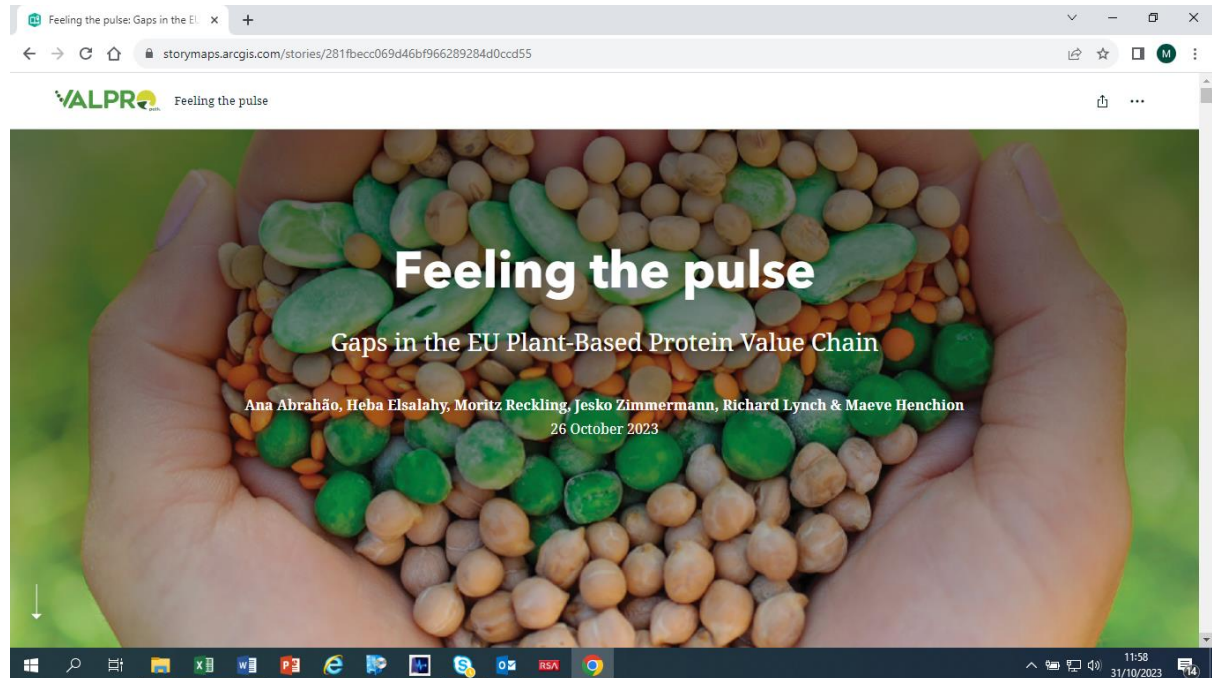 Feeling the pulse: Gaps in the EU
storymaps.arcgis.com/stories/281fbecc069d46bf966289284d0ccd55
M
VALPRO path
Feeling the pulse
Feeling the pulse
Gaps in the EU Plant-Based Protein Value Chain
Ana Abrahão, Heba Elsalahy, Moritz Reckling, Jesko Zimmermann, Richard Lynch & Maeve Henchion
26 October 2023
RSA
11:58
31/10/2023
14